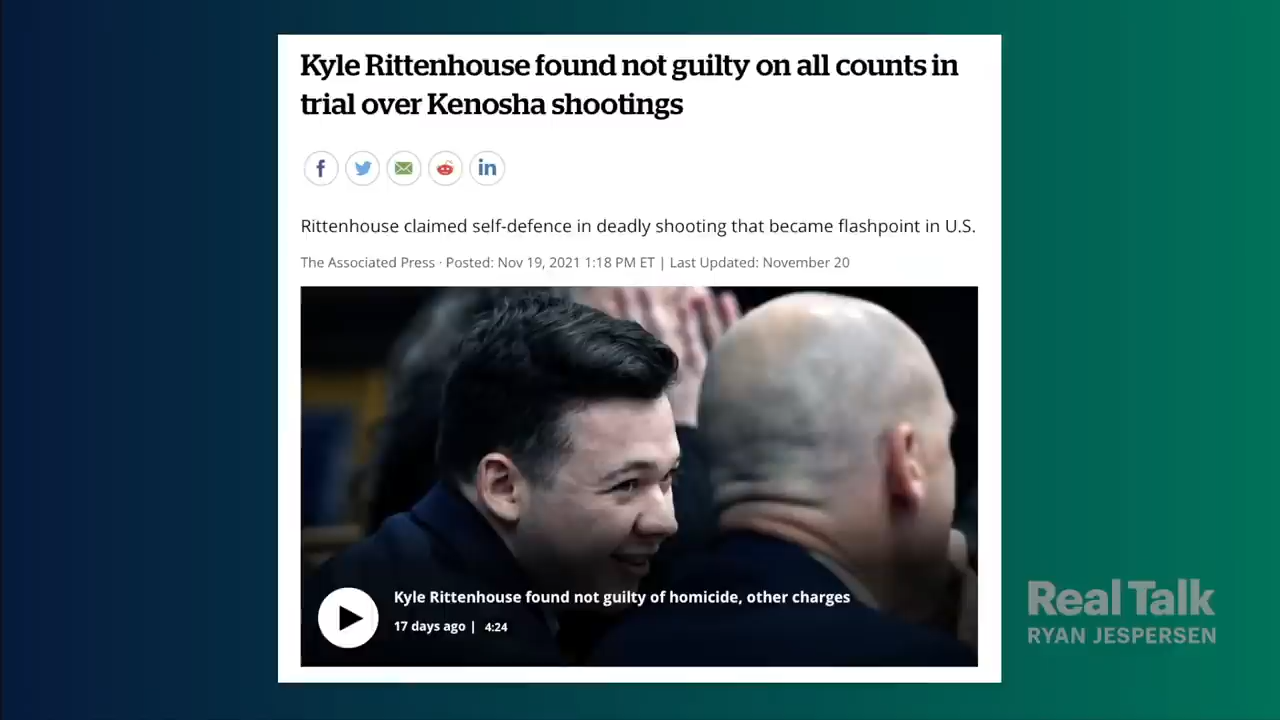 Kyle Rittenhouse found not guilty on all counts in
trial over Kenosha shootings
f in
Rittenhouse claimed self-defence in deadly shooting that became flashpoint in U.S.
The Associated Press · Posted: Nov 19, 2021 1:18 PM ET | Last Updated: November 20
Kyle Rittenhouse found not guilty of homicide, other charges
17 days ago | 4:24
Real Talk
RYAN JESPERSEN